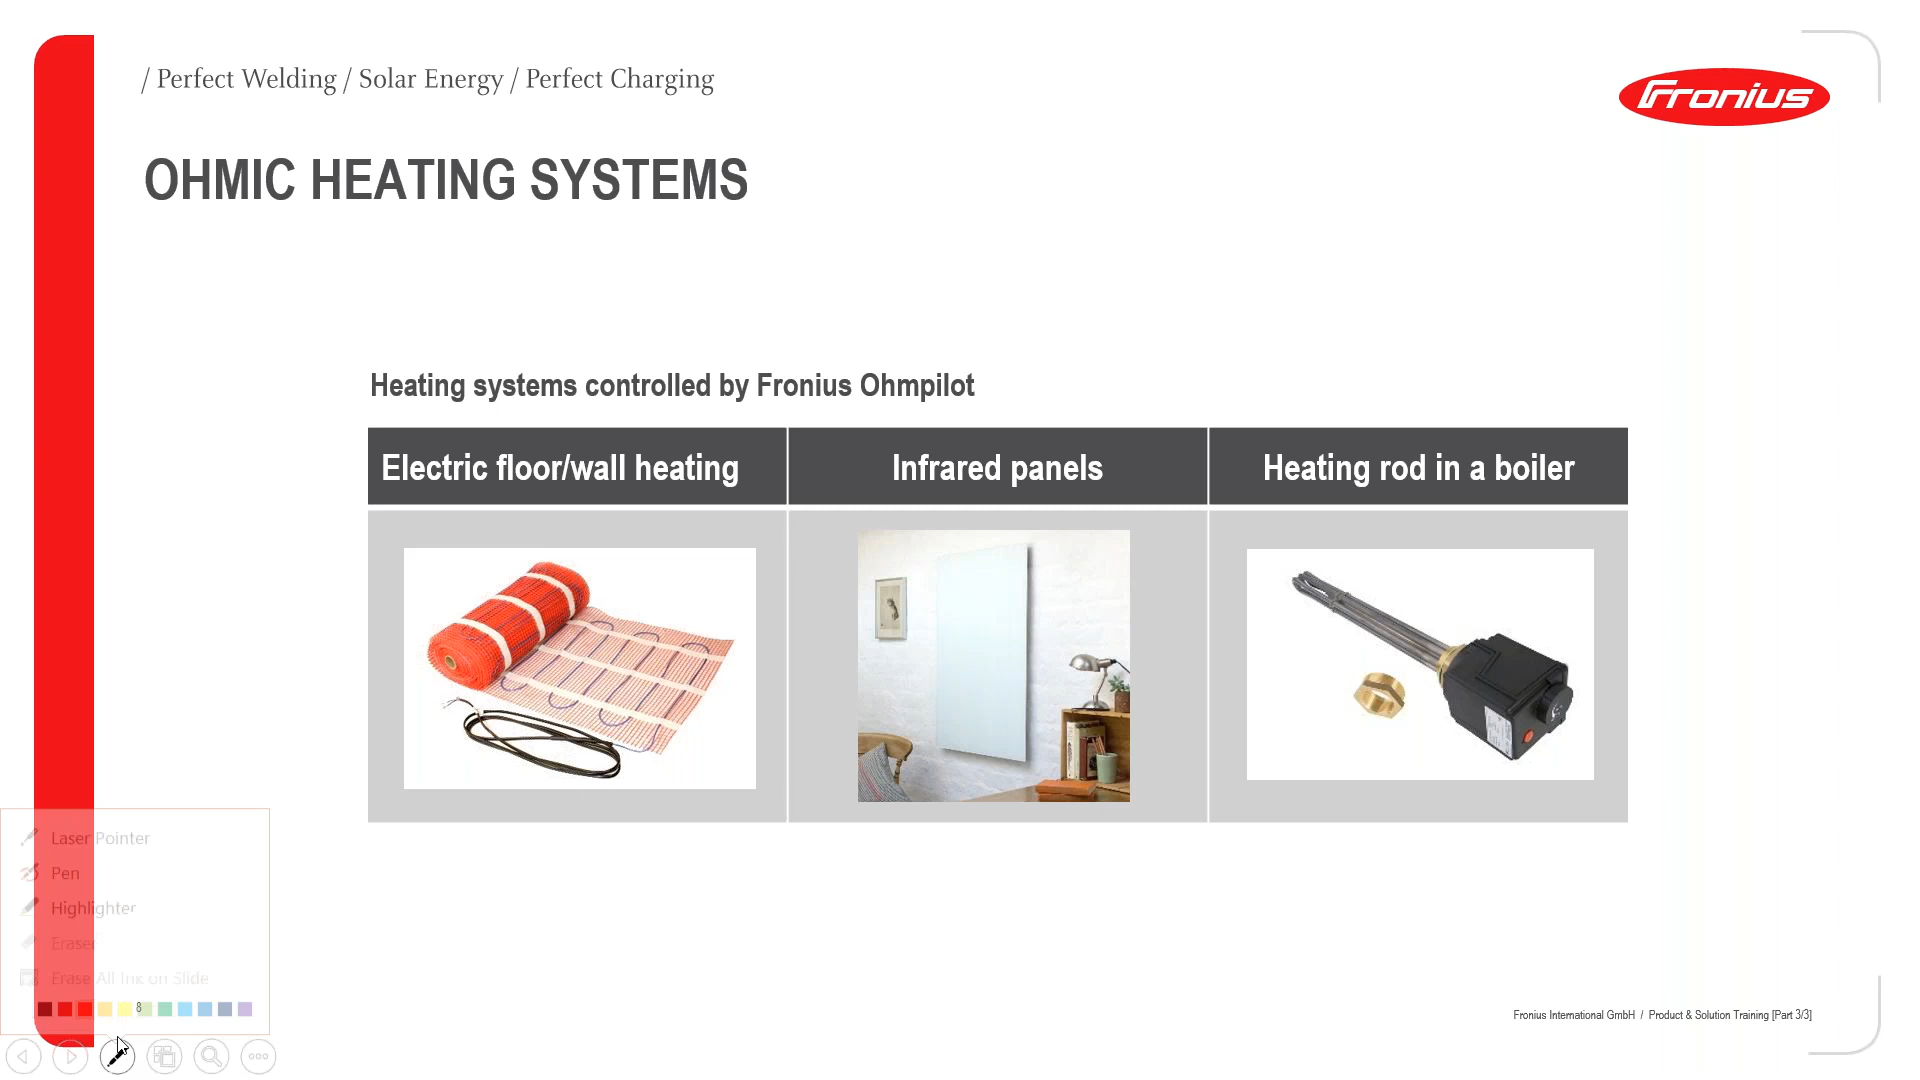 / Perfect Welding / Solar Energy / Perfect Charging
Fronius
OHMIC HEATING SYSTEMS
Heating systems controlled by Fronius Ohmpilot
Electric floor/wall heating
Infrared panels
Heating rod in a boiler
Laser Pointer
Pen
Highlighter
Eraser
Erase All Ink on Slide
8
Fronius International GmbH / Product & Solution Training [Part 3/3]